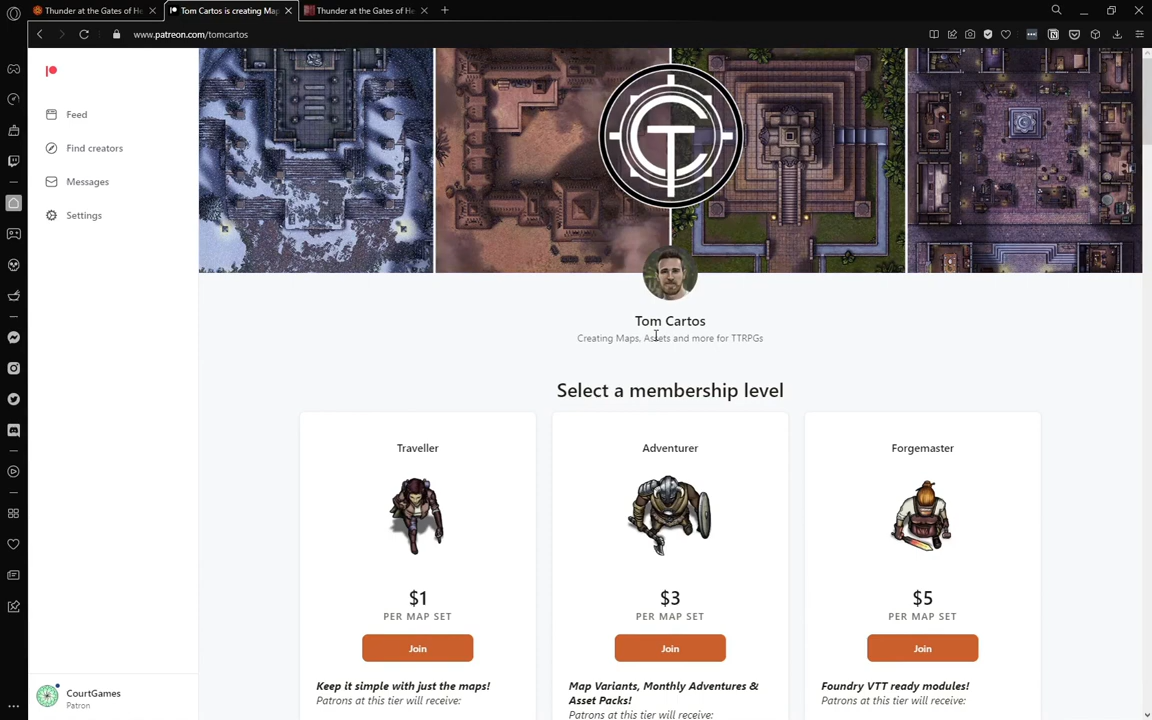 Thunder at the Gates of He
Tom Cartos is creating Map
Thunder at the Gates of He
www.patreon.com/tomcartos
Feed
Find creators
Messages
Settings
CT
Tom Cartos
Creating Maps, Assets and more for TTRPGs
Select a membership level
Traveller
$1
PER MAP SET
Join
Keep it simple with just the maps!
Patrons at this tier will receive:
Adventurer
$3
PER MAP SET
Join
Map Variants, Monthly Adventures &
Asset Packs!
Patrons at this tier will receive:
Forgemaster
$5
PER MAP SET
Join
Foundry VTT ready modules!
Patrons at this tier will receive:
CourtGames
Patron